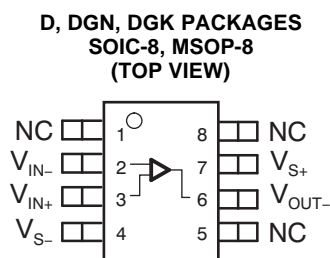 D, DGN, DGK PACKAGES
SOIC-8, MSOP-8
(TOP VIEW)
NC 1 8 NC
VIN− 2 7 VS+
VIN+ 3 6 VOUT−
VS− 4 5 NC